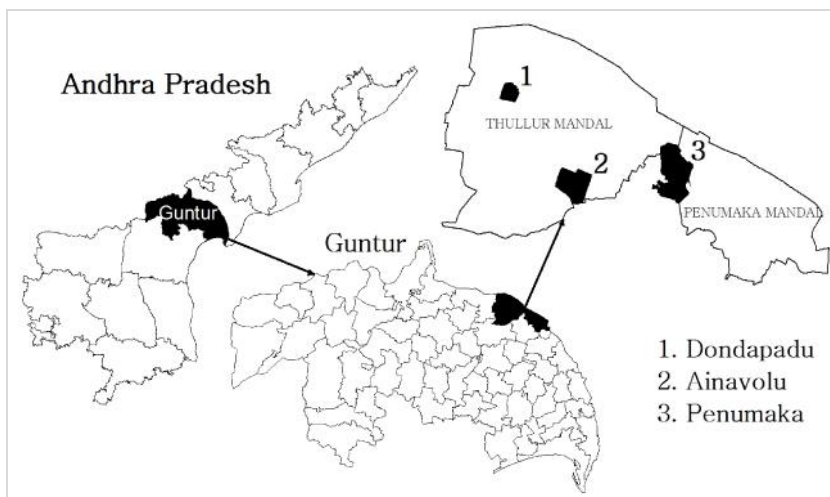 Andhra Pradesh
Guntur
Guntur
1
THULLUR MANDAL
2
3
PENUMAKA MANDAL
1. Dondapadu
2. Ainavolu
3. Penumaka